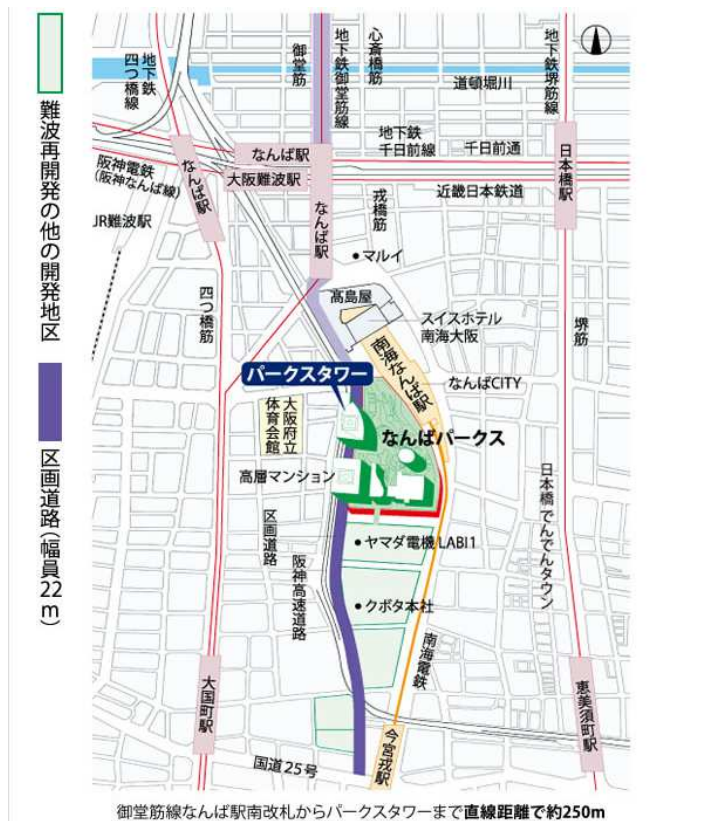 難波再開発の他の開発地区
区画道路(幅員22m)
地下鉄
四つ橋線
御堂筋
地下鉄御堂筋線
心斎橋筋
地下鉄堺筋線
道頓堀川
地下鉄
千日前線
千日前通
なんば駅
大阪難波駅
近畿日本鉄道
阪神電鉄
(阪神なんば線)
なんば駅
なんば駅
日本橋駅
戎橋筋
JR難波駅
マルイ
髙島屋
スイスホテル
南海大阪
四つ橋筋
堺筋
南海なんば駅
なんばCITY
パークスタワー
大阪府立
体育会館
なんばパークス
高層マンション
区画道路
阪神高速道路
ヤマダ電機LABI1
日本橋 でんでんタウン
クボタ本社
南海電鉄
大国町駅
恵美須町駅
今宮戎駅
国道25号
御堂筋線なんば駅南改札からパークスタワーまで直線距離で約250m